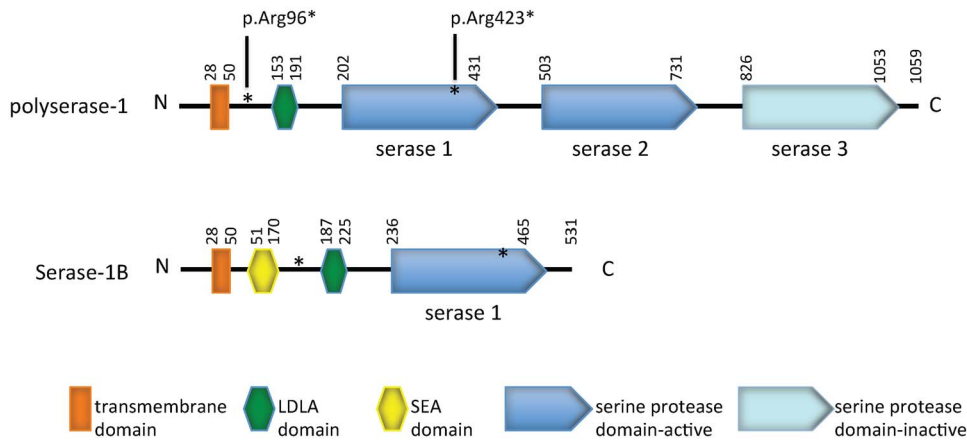 p.Arg96*
p.Arg423*
28
50
153
191
202
431
503
731
826
1053
1059
polyserase-1
N
*
*
C
serase 1
serase 2
serase 3
28
50
51
170
187
225
236
465
531
Serase-1B
N
*
*
C
serase 1
transmembrane
domain
LDLA
domain
SEA
domain
serine protease
domain-active
serine protease
domain-inactive